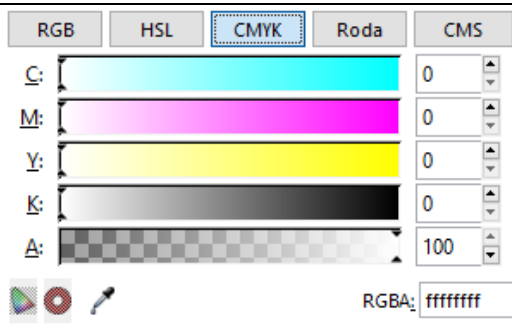 RGB HSL CMYK Roda CMS
C: 0
M: 0
Y: 0
K: 0
A: 100
RGBA: ffffffff